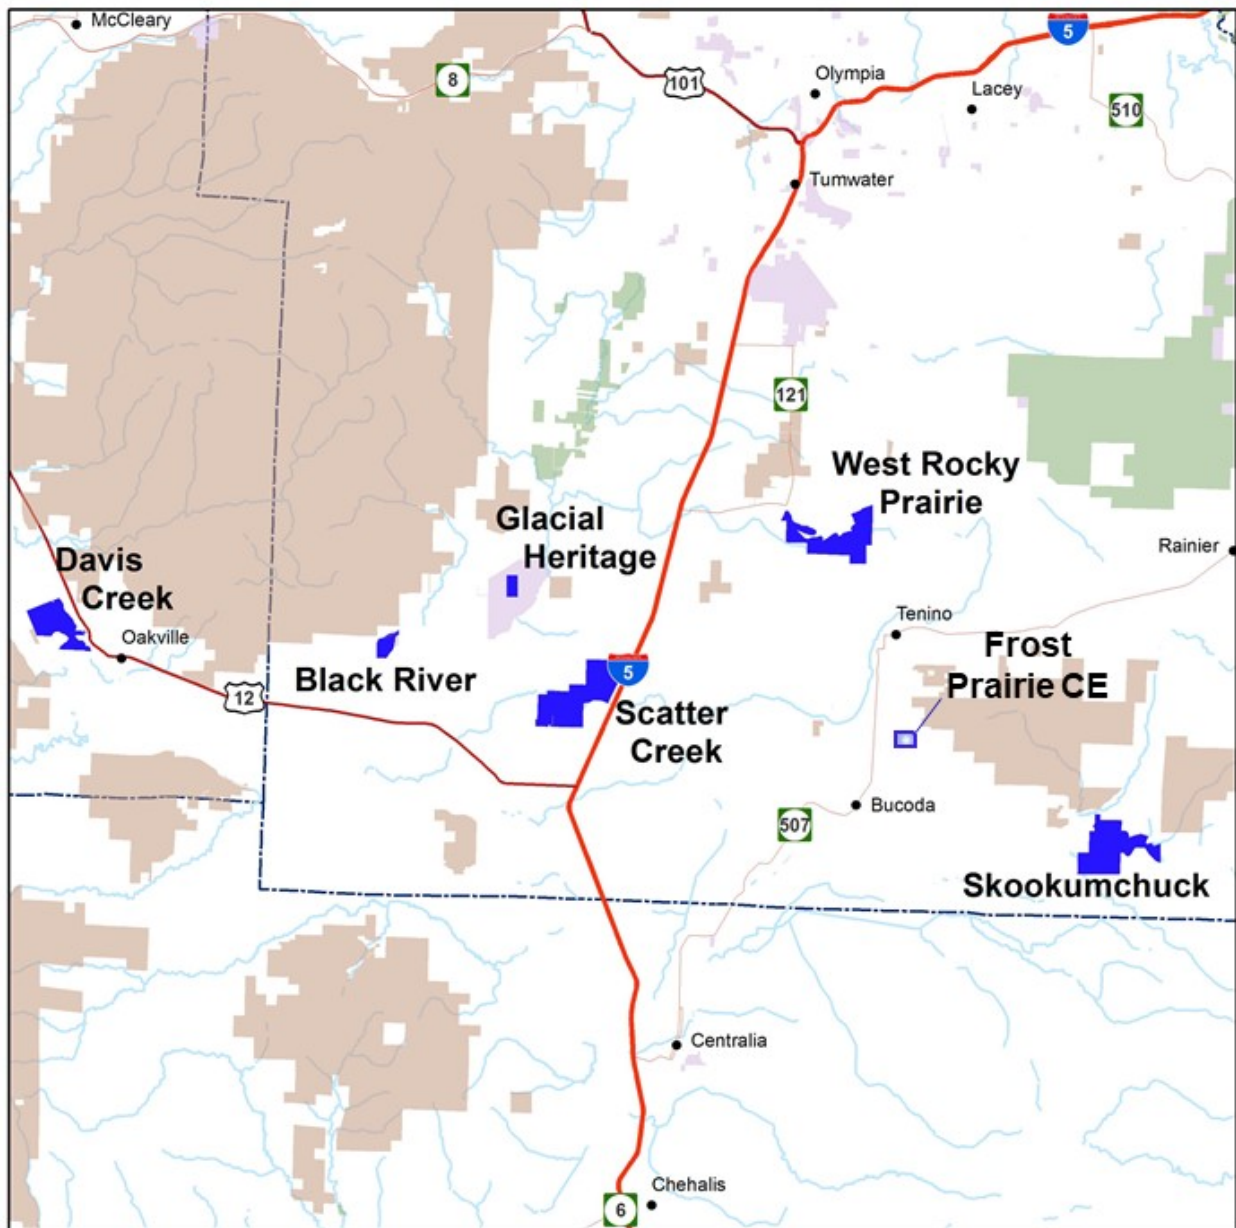 McCleary
5
8
101
Olympia
Lacey
510
Tumwater
121
West Rocky
Prairie
Glacial
Heritage
Rainier
Davis
Creek
Oakville
Tenino
Frost
Prairie CE
Black River
5
12
Scatter
Creek
Bucoda
507
Skookumchuck
Centralia
Chehalis
6